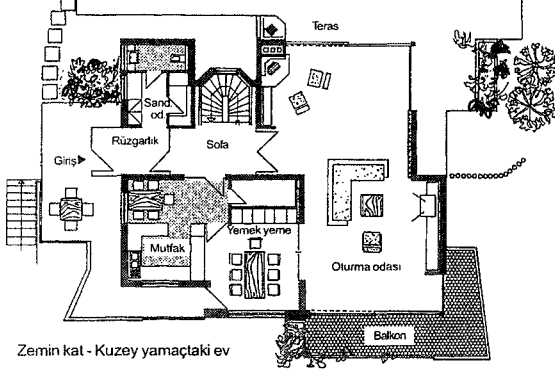 Teras
Sand.
od.
Rüzgarlık
Sofa
Giriş
Mutfak
Yemek yeme
Oturma odası
Balkon
Zemin kat - Kuzey yamaçtaki ev